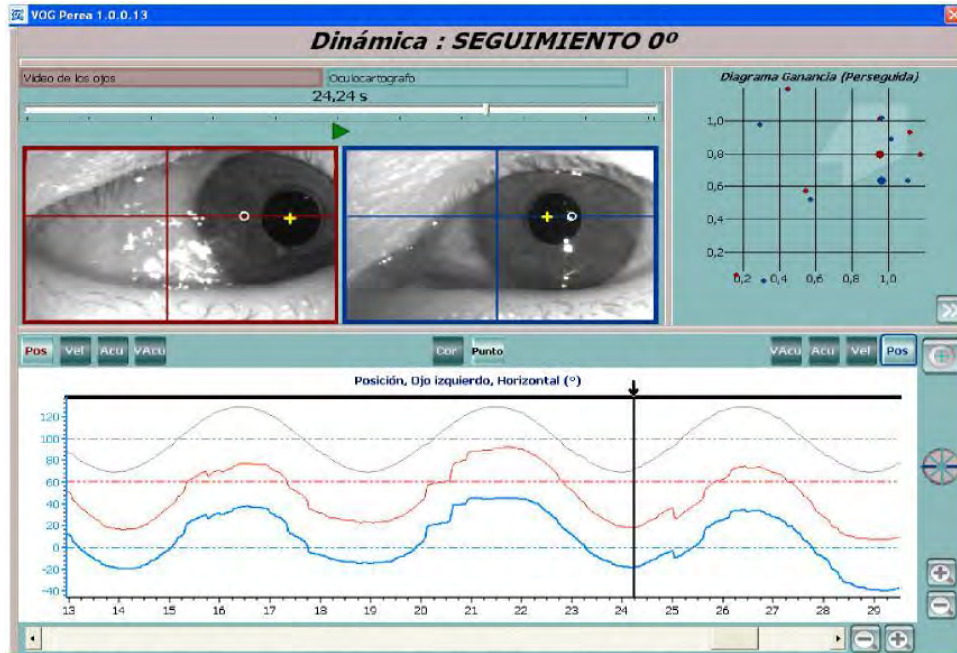 VOG Perea 1.0.0.13
Dinámica : SEGUIMIENTO 0º
Video de los ojos
Oculocartografo
24,24 s
Diagrama Ganancia (Perseguida)
1,0
0,8
0,6
0,4
0,2
0,2 0,4 0,6 0,8 1,0
Pos Vel Acu VAcu Cor Punto VAcu Acu Vel Pos
Posición, Ojo izquierdo, Horizontal (°)
120
100
80
60
40
20
0
-20
-40
13 14 15 16 17 18 19 20 21 22 23 24 25 26 27 28 29